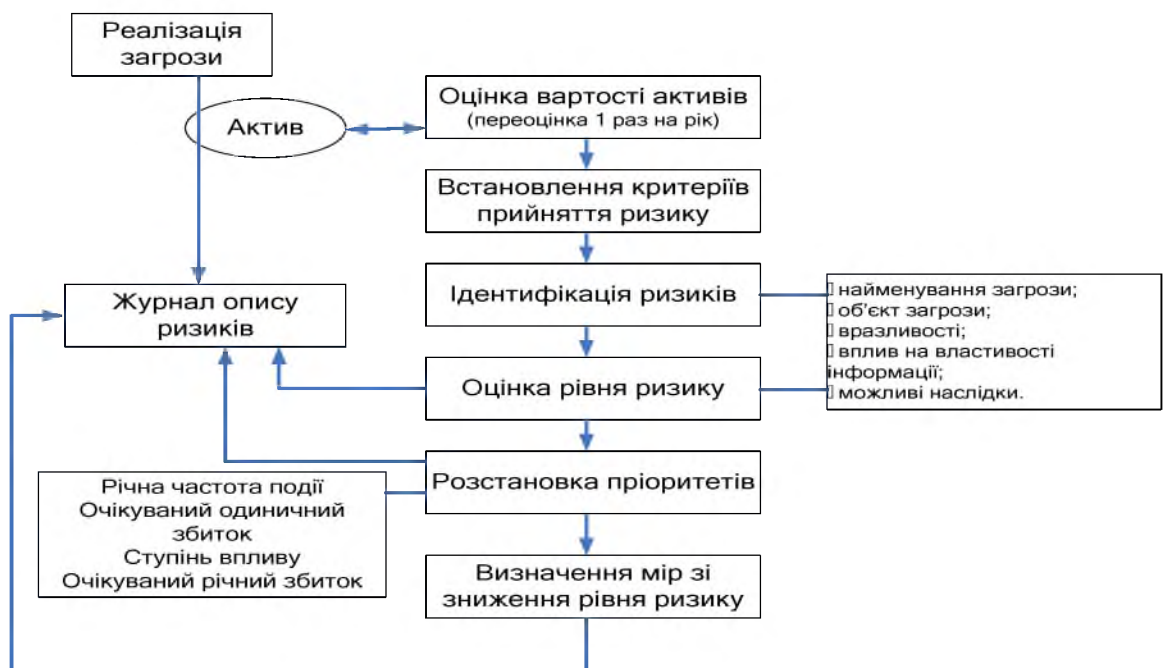 Реалізація
загрози
Актив
Оцінка вартості активів
(переоцінка 1 раз на рік)
Встановлення критеріїв
прийняття ризику
Ідентифікація ризиків
найменування загрози;
об'єкт загрози;
вразливості;
вплив на властивості
інформації;
можливі наслідки.
Журнал опису
ризиків
Оцінка рівня ризику
Розстановка пріоритетів
Річна частота події
Очікуваний одиничний
збиток
Ступінь впливу
Очікуваний річний збиток
Визначення мір зі
зниження рівня ризику